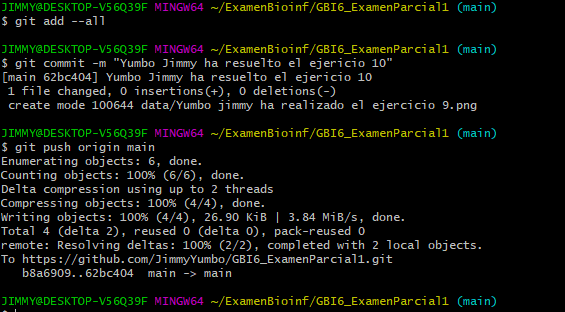 JIMMY@DESKTOP-V56Q39F MINGW64 ~/ExamenBioinf/GBI6_ExamenParcial1 (main)
$ git add --all

JIMMY@DESKTOP-V56Q39F MINGW64 ~/ExamenBioinf/GBI6_ExamenParcial1 (main)
$ git commit -m "Yumbo Jimmy ha resuelto el ejericio 10"
[main 62bc404] Yumbo Jimmy ha resuelto el ejericio 10
 1 file changed, 0 insertions(+), 0 deletions(-)
 create mode 100644 data/Yumbo jimmy ha realizado el ejercicio 9.png

JIMMY@DESKTOP-V56Q39F MINGW64 ~/ExamenBioinf/GBI6_ExamenParcial1 (main)
$ git push origin main
Enumerating objects: 6, done.
Counting objects: 100% (6/6), done.
Delta compression using up to 2 threads
Compressing objects: 100% (4/4), done.
Writing objects: 100% (4/4), 26.90 KiB | 3.84 MiB/s, done.
Total 4 (delta 2), reused 0 (delta 0), pack-reused 0
remote: Resolving deltas: 100% (2/2), completed with 2 local objects.
To https://github.com/JimmyYumbo/GBI6_ExamenParcial1.git
   b8a6909..62bc404  main -> main

JIMMY@DESKTOP-V56Q39F MINGW64 ~/ExamenBioinf/GBI6_ExamenParcial1 (main)